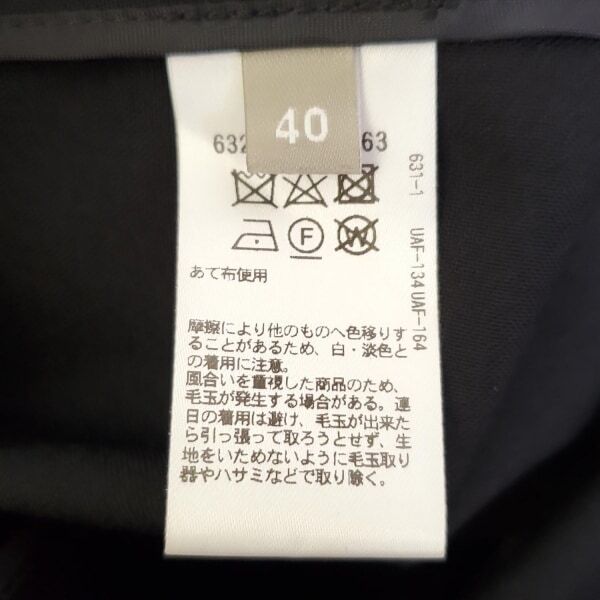 40
632
63
F
W
あて布使用
摩擦により他のものへ色移りす
ることがあるため、白・淡色と
の着用に注意。
風合いを重視した商品のため、
毛玉が発生する場合がある。連
日の着用は避け、毛玉が出来た
ら引っ張って取ろうとせず、生
地をいためないように毛玉取り
器やハサミなどで取り除く。
631-1 UAF-134UAF-164